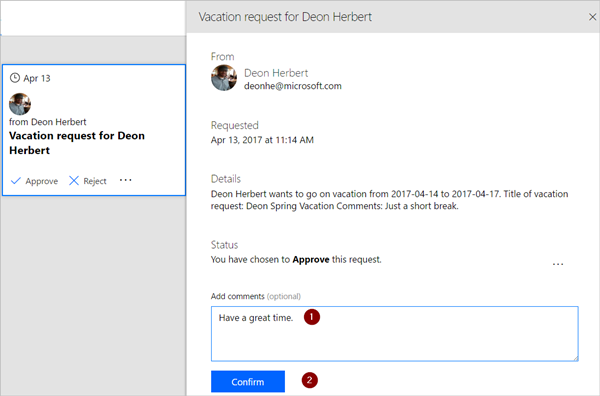 Vacation request for Deon Herbert
Apr 13
from Deon Herbert
Vacation request for Deon
Herbert
Approve
Reject
...
From
Deon Herbert
deonhe@microsoft.com
Requested
Apr 13, 2017 at 11:14 AM
Details
Deon Herbert wants to go on vacation from 2017-04-14 to 2017-04-17. Title of vacation
request: Deon Spring Vacation Comments: Just a short break.
Status
You have chosen to Approve this request.
...
Add comments (optional)
Have a great time. 1
Confirm 2